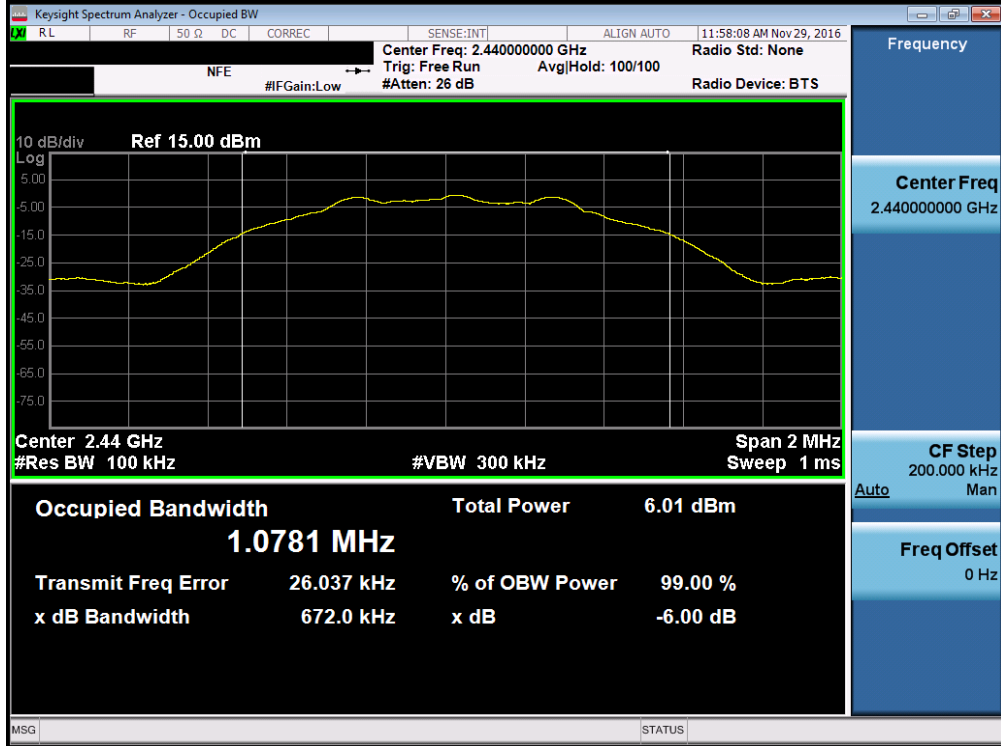 Keysight Spectrum Analyzer - Occupied BW
LXI RL RF 50 Ω DC CORREC SENSE:INT ALIGN AUTO 11:58:08 AM Nov 29, 2016
Center Freq: 2.440000000 GHz Radio Std: None
NFE Trig: Free Run Avg|Hold: 100/100
#IFGain:Low #Atten: 26 dB Radio Device: BTS
10 dB/div Ref 15.00 dBm
Log
5.00
-5.00
-15.0
-25.0
-35.0
-45.0
-55.0
-65.0
-75.0
Center 2.44 GHz Span 2 MHz
#Res BW 100 kHz #VBW 300 kHz Sweep 1 ms
Occupied Bandwidth Total Power 6.01 dBm
1.0781 MHz
Transmit Freq Error 26.037 kHz % of OBW Power 99.00 %
x dB Bandwidth 672.0 kHz x dB -6.00 dB
Frequency
Center Freq
2.440000000 GHz
CF Step
200.000 kHz
Auto Man
Freq Offset
0 Hz
MSG STATUS